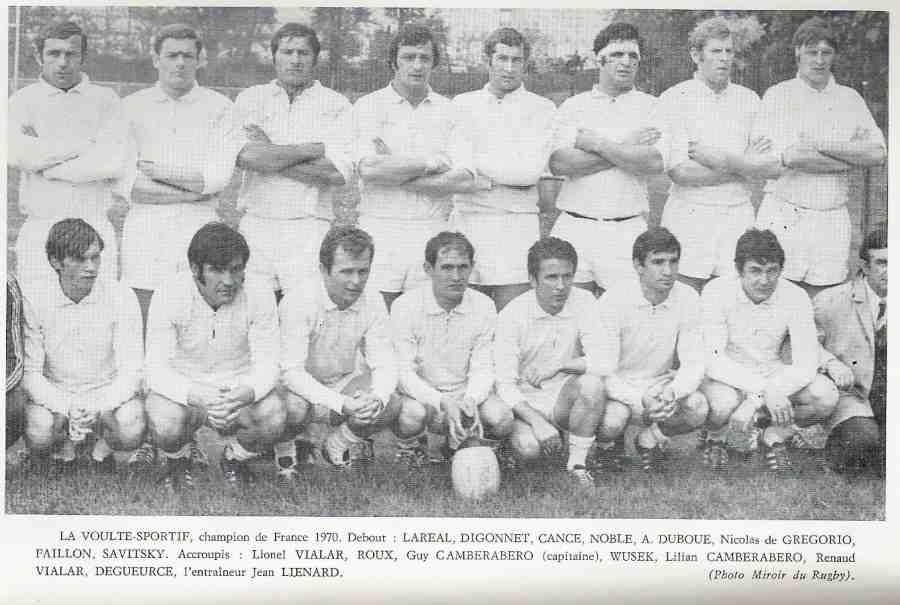 LA VOULTE-SPORTIF, champion de France 1970. Debout : LAREAL, DIGONNET, CANCE, NOBLE, A. DUBOUE, Nicolas de GREGORIO,
FAILLON, SAVITSKY. Accroupis : Lionel VIALAR, ROUX, Guy CAMBERABERO (capitaine), WUSEK, Lilian CAMBERABERO, Renaud
VIALAR, DEGUEURCE, l'entraîneur Jean LIENARD. (Photo Miroir du Rugby).